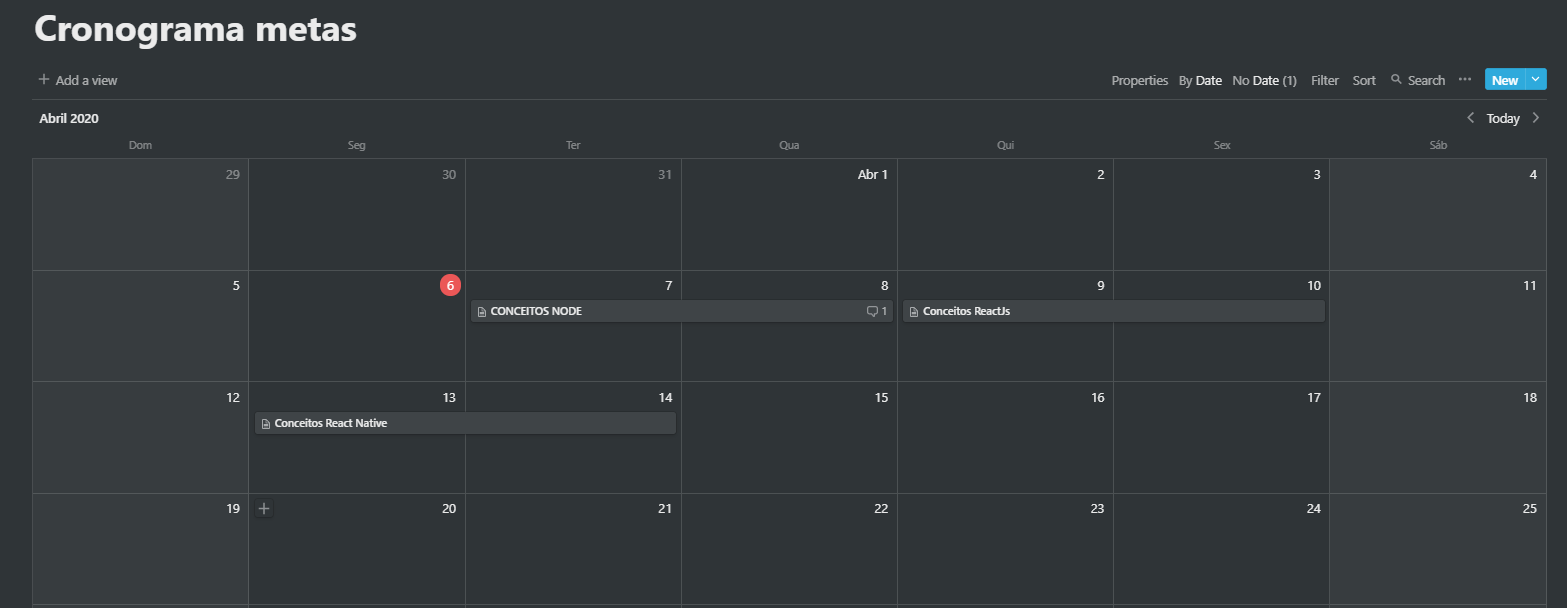 Cronograma metas
Add a view
Properties By Date No Date (1) Filter Sort Search New
Abril 2020
Today
Dom Seg Ter Qua Qui Sex Sáb
29 30 31 Abr 1 2 3 4
5 6 7 8 9 10 11
CONCEITOS NODE 1 Conceitos ReactJs
12 13 14 15 16 17 18
Conceitos React Native
19 20 21 22 23 24 25